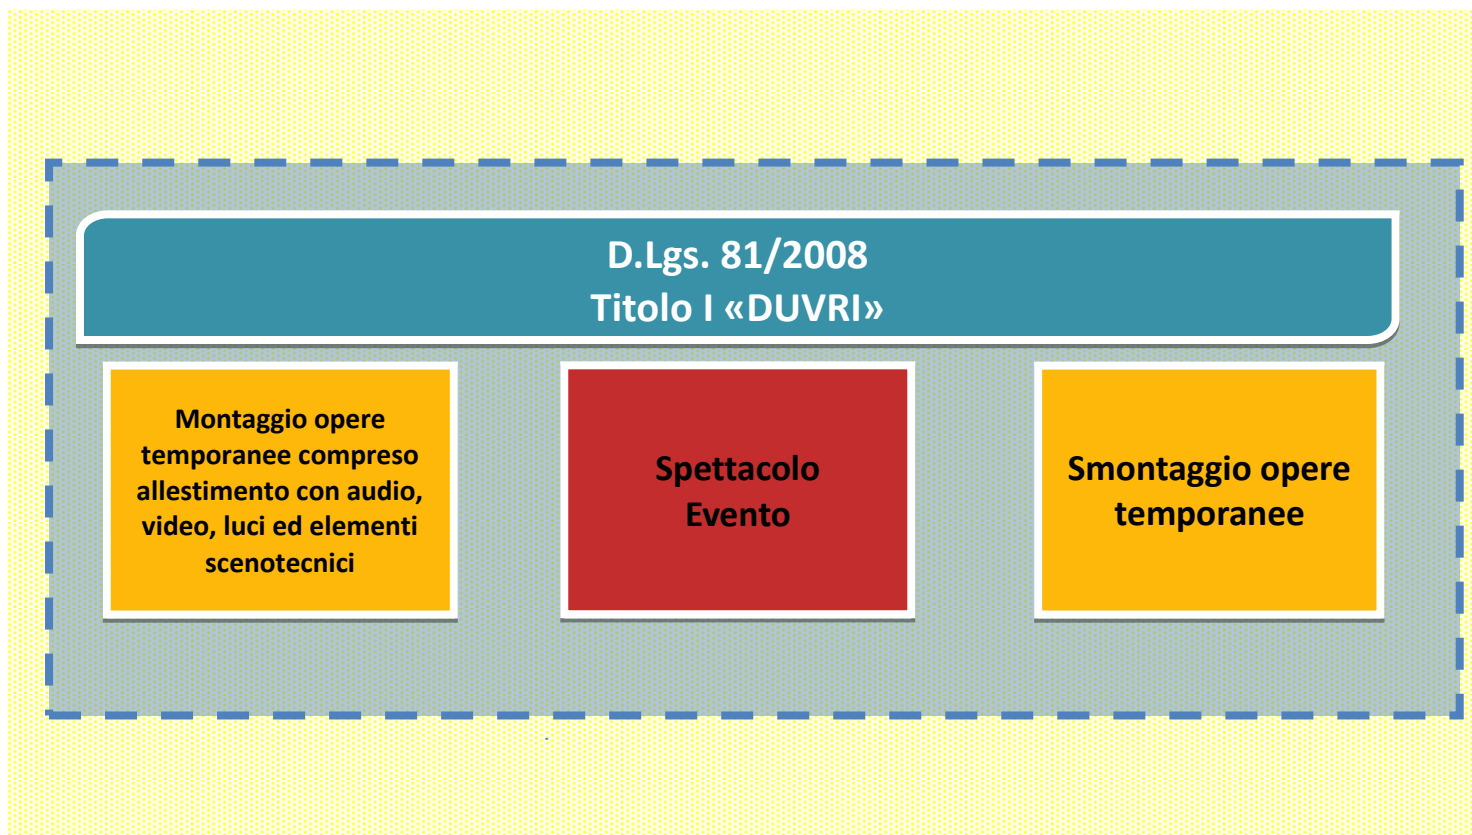 D.Lgs. 81/2008
Titolo I «DUVRI»
Montaggio opere
temporanee compreso
allestimento con audio,
video, luci ed elementi
scenotecnici
Spettacolo
Evento
Smontaggio opere
temporanee